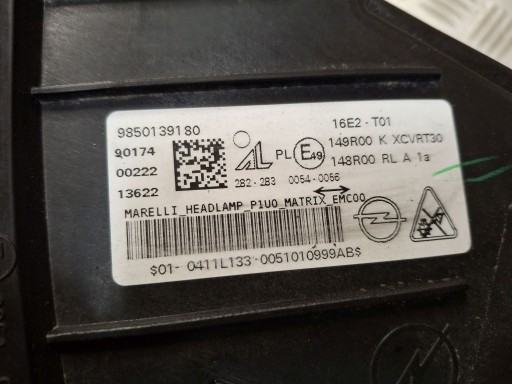 9850139180
16E2 - T01
90174
00222
13622
AL PL E49
149R00 K XCVRT30
148R00 RL A 1a
282 - 283 0054 - 0056
MARELLI_HEADLAMP_P1U0_MATRIX_EMC00
$01- 0411L133 -0051010999AB$